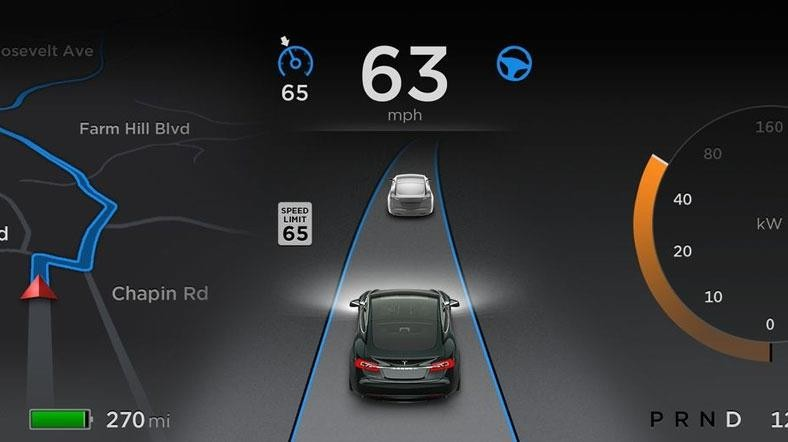 osevelt Ave
65
63
mph
Farm Hill Blvd
SPEED
LIMIT
65
d
Chapin Rd
270 mi
160
80
40
kW
20
10
0
P R N D
12